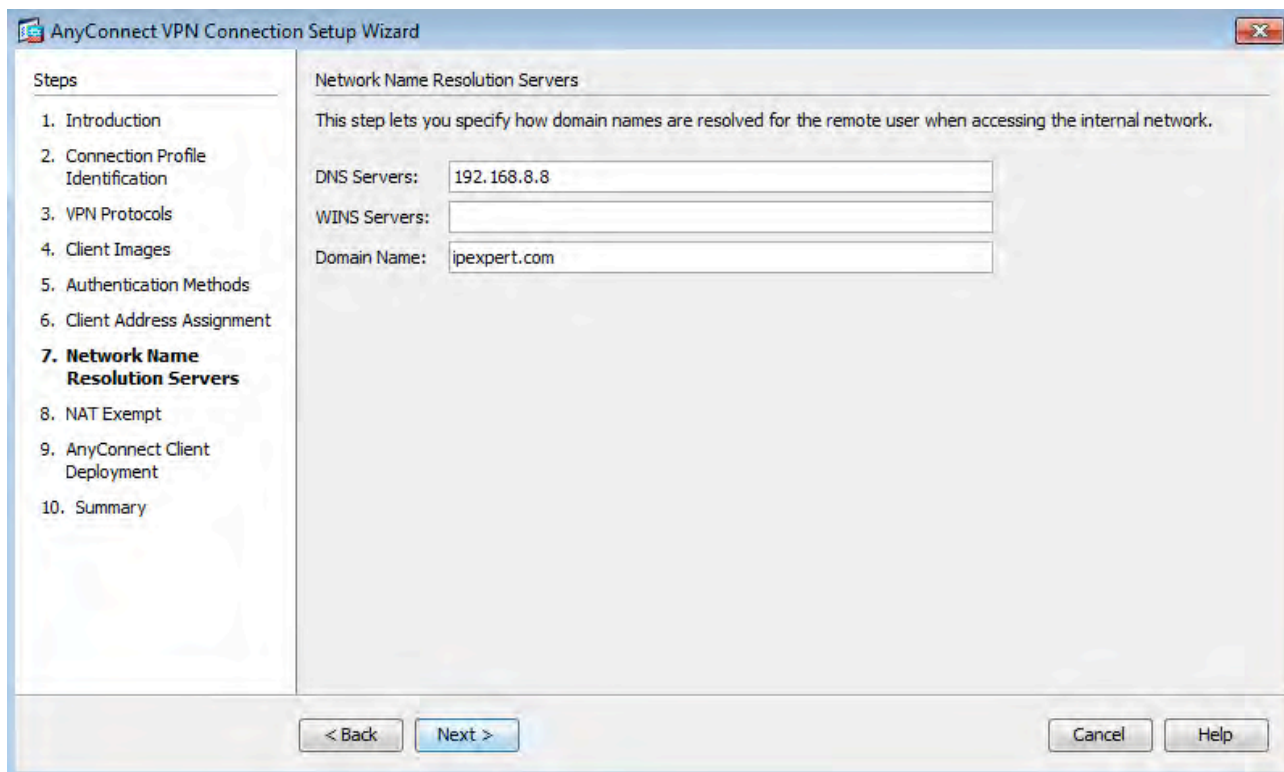 AnyConnect VPN Connection Setup Wizard
Steps
1. Introduction
2. Connection Profile
Identification
3. VPN Protocols
4. Client Images
5. Authentication Methods
6. Client Address Assignment
7. Network Name
Resolution Servers
8. NAT Exempt
9. AnyConnect Client
Deployment
10. Summary
Network Name Resolution Servers
This step lets you specify how domain names are resolved for the remote user when accessing the internal network.
DNS Servers: 192.168.8.8
WINS Servers:
Domain Name: ipexpert.com
< Back Next > Cancel Help